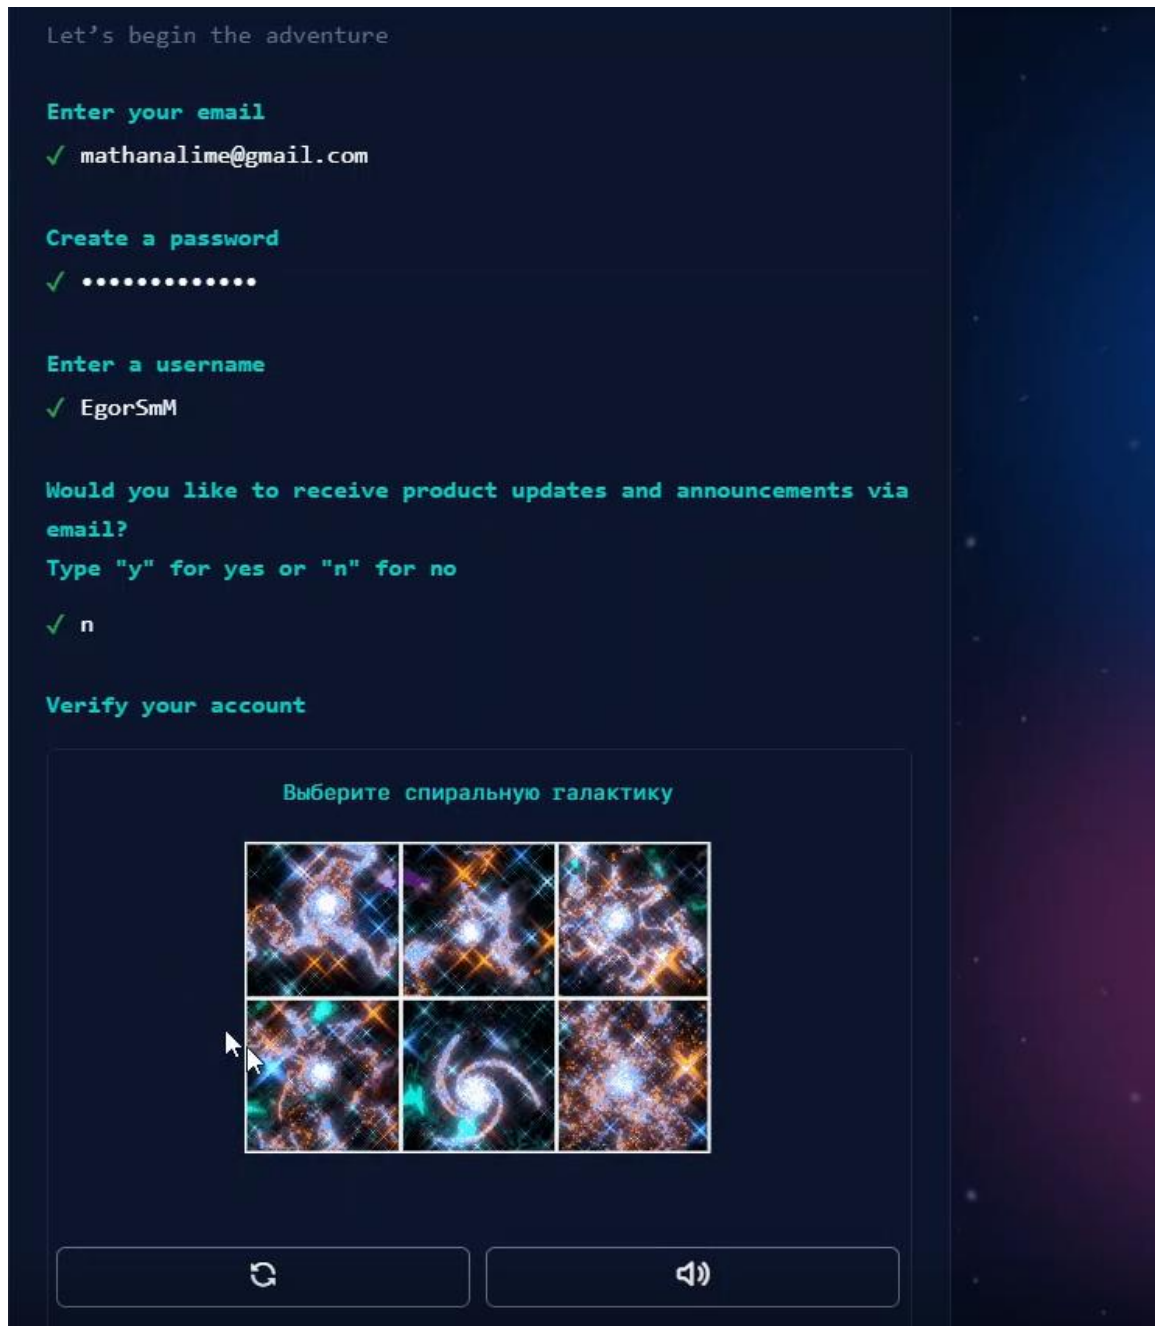 Let’s begin the adventure
Enter your email
✓ mathanalime@gmail.com
Create a password
✓ •••••••••••••
Enter a username
✓ EgorSmM
Would you like to receive product updates and announcements via
email?
Type "y" for yes or "n" for no
✓ n
Verify your account
Выберите спиральную галактику